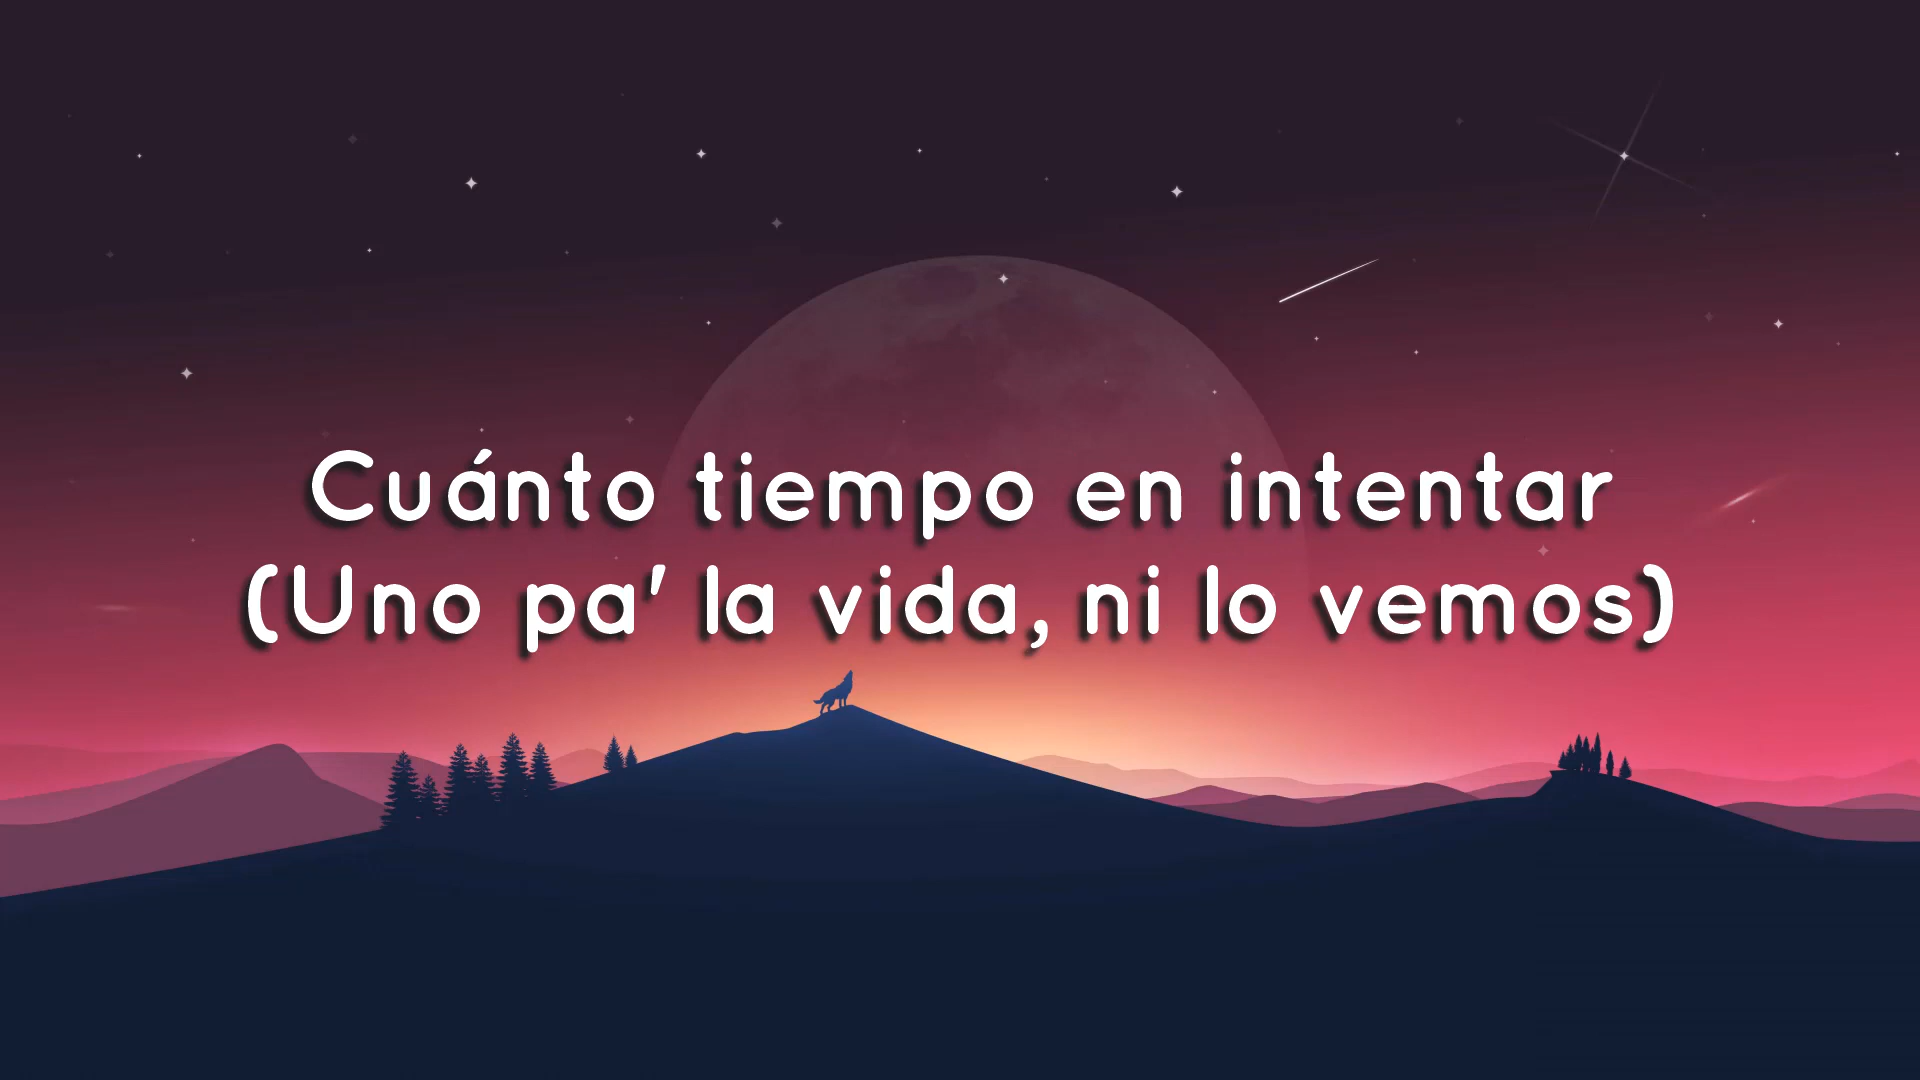 Cuánto tiempo en intentar
(Uno pa' la vida, ni lo vemos)